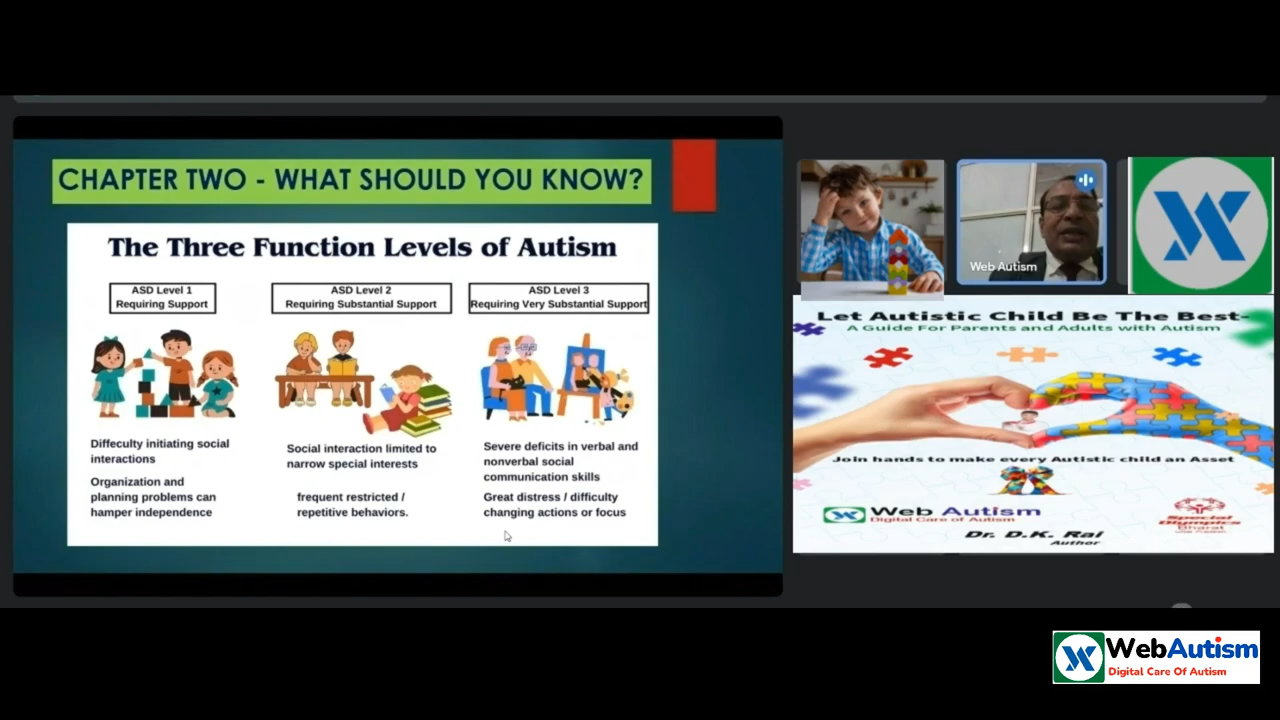 CHAPTER TWO - WHAT SHOULD YOU KNOW?
The Three Function Levels of Autism
ASD Level 1
Requiring Support
ASD Level 2
Requiring Substantial Support
ASD Level 3
Requiring Very Substantial Support
Diffeculty initiating social
interactions
Organization and
planning problems can
hamper independence
Social interaction limited to
narrow special interests
frequent restricted /
repetitive behaviors.
Severe deficits in verbal and
nonverbal social
communication skills
Great distress / difficulty
changing actions or focus
Web Autism
Let Autistic Child Be The Best-
A Guide For Parents and Adults with Autism
Join hands to make every Autistic child an Asset
Web Autism
Digital Care of Autism
Special
Olympics
Bharat
Dr. D.K. Rai
Author
WebAutism
Digital Care Of Autism